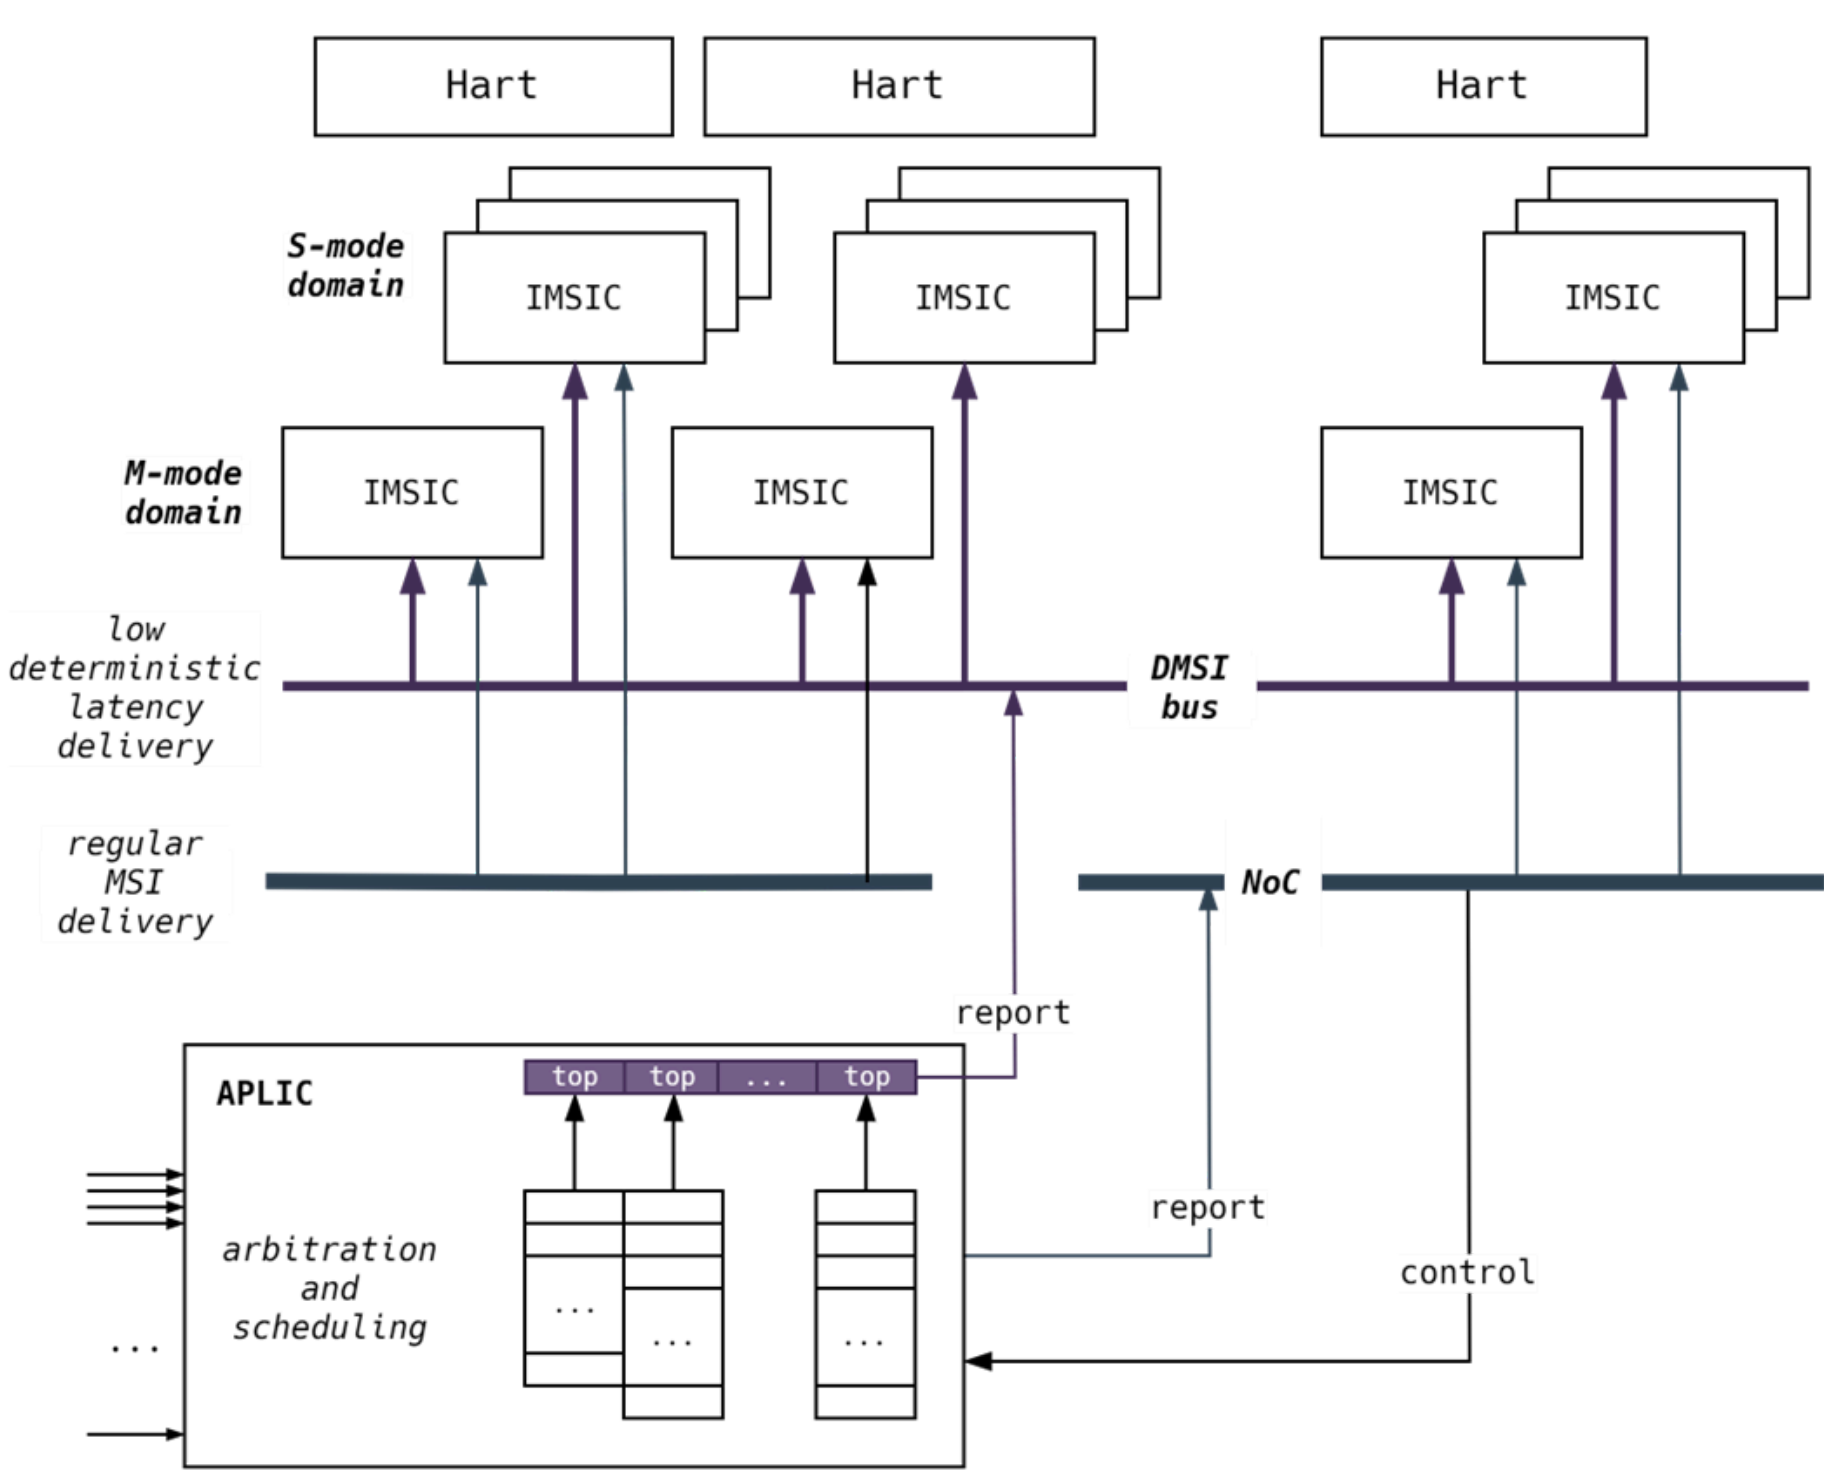 Hart
Hart
Hart
S-mode
domain
IMSIC
IMSIC
IMSIC
M-mode
domain
IMSIC
IMSIC
IMSIC
low
deterministic
latency
delivery
DMSI
bus
regular
MSI
delivery
NoC
report
APLIC
top
top
...
top
report
arbitration
and
scheduling
...
...
...
...
control